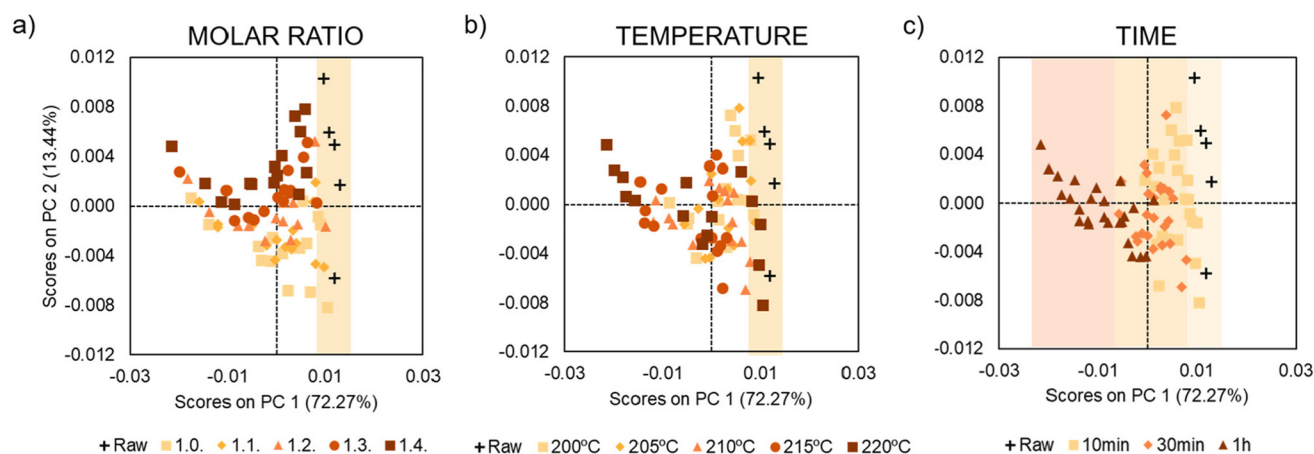 a)
MOLAR RATIO
Scores on PC 2 (13.44%)
0.012
0.008
0.004
0.000
-0.004
-0.008
-0.012
-0.03
-0.01
0.01
0.03
Scores on PC 1 (72.27%)
Raw 1.0. 1.1. 1.2. 1.3. 1.4.
b)
TEMPERATURE
0.012
0.008
0.004
0.000
-0.004
-0.008
-0.012
-0.03
-0.01
0.01
0.03
Scores on PC 1 (72.27%)
Raw 200ºC 205ºC 210ºC 215ºC 220ºC
c)
TIME
0.012
0.008
0.004
0.000
-0.004
-0.008
-0.012
-0.03
-0.01
0.01
0.03
Scores on PC 1 (72.27%)
Raw 10min 30min 1h